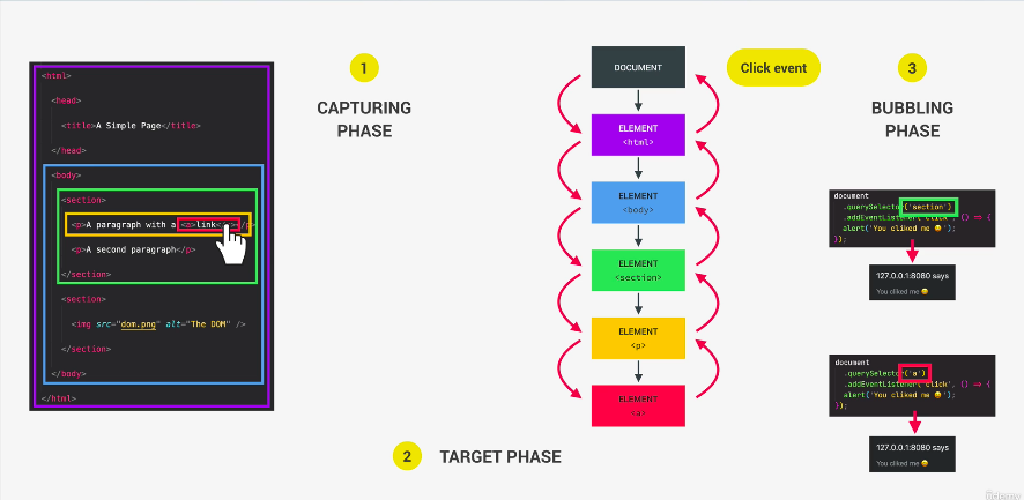 <html>
<head>
<title>A Simple Page</title>
</head>
<body>
<section>
<p>A paragraph with a <a>link</a></p>
<p>A second paragraph</p>
</section>
<section>
<img src="dom.png" alt="The DOM" />
</section>
</body>
</html>
1
CAPTURING
PHASE
DOCUMENT
ELEMENT
<html>
ELEMENT
<body>
ELEMENT
<section>
ELEMENT
<p>
ELEMENT
<a>
2
TARGET PHASE
Click event
3
BUBBLING
PHASE
document
.querySelector('section')
.addEventListener('click', () => {
alert('You cliked me 😀');
});
127.0.0.1:8080 says
You cliked me 😀
document
.querySelector('a')
.addEventListener('click', () => {
alert('You cliked me 😀');
});
127.0.0.1:8080 says
You cliked me 😀
Udemy